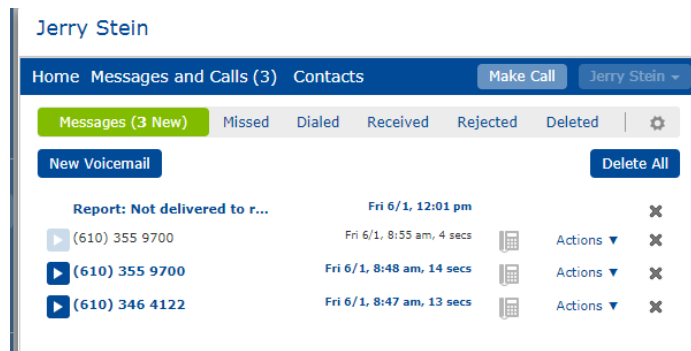 Jerry Stein
Home Messages and Calls (3) Contacts Make Call Jerry Stein
Messages (3 New) Missed Dialed Received Rejected Deleted
New Voicemail Delete All
Report: Not delivered to r... Fri 6/1, 12:01 pm
(610) 355 9700 Fri 6/1, 8:55 am, 4 secs Actions ▼
(610) 355 9700 Fri 6/1, 8:48 am, 14 secs Actions ▼
(610) 346 4122 Fri 6/1, 8:47 am, 13 secs Actions ▼